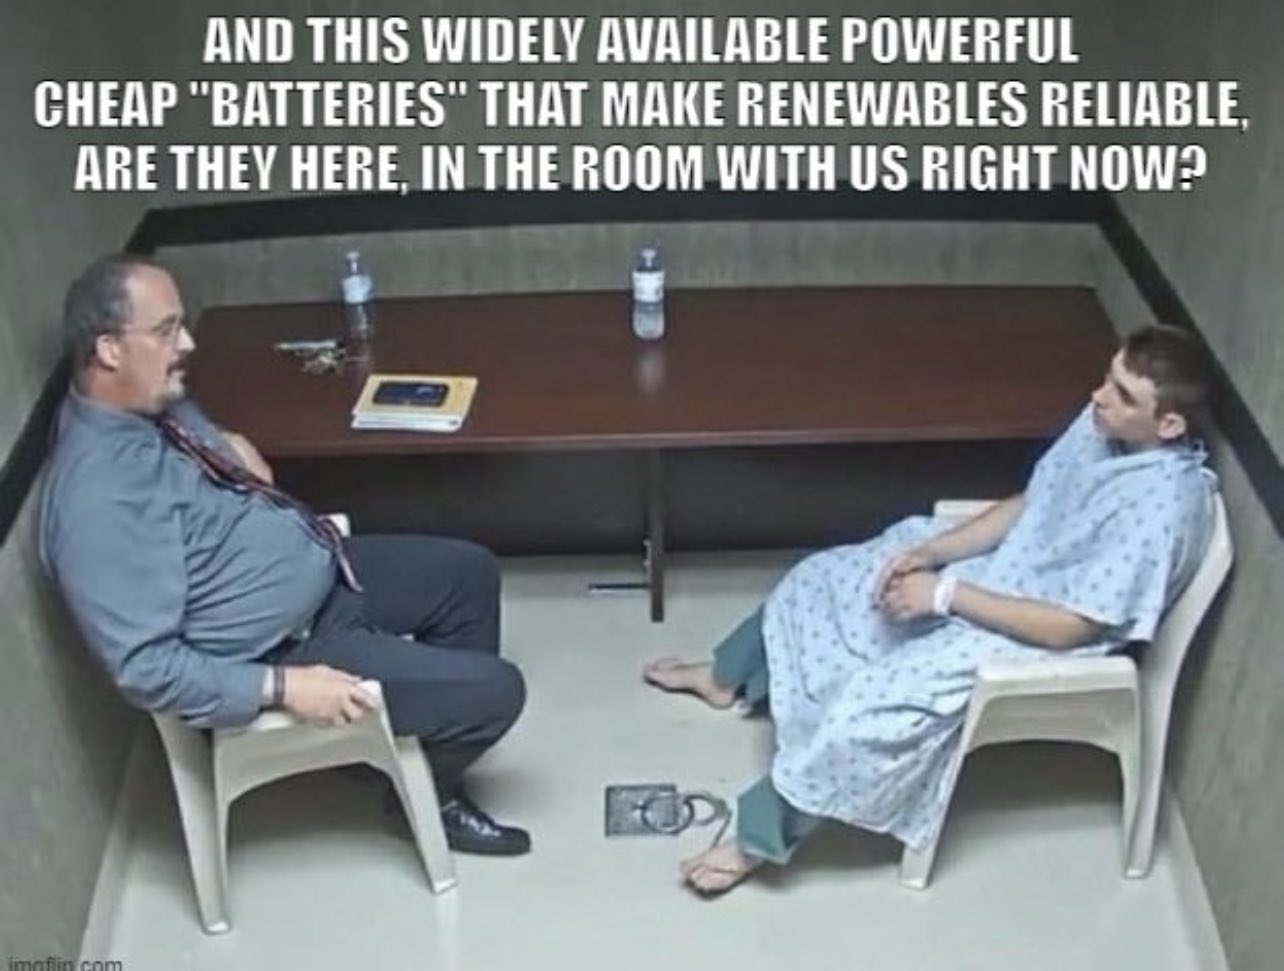 AND THIS WIDELY AVAILABLE POWERFUL
CHEAP "BATTERIES" THAT MAKE RENEWABLES RELIABLE,
ARE THEY HERE, IN THE ROOM WITH US RIGHT NOW?
imgflip.com